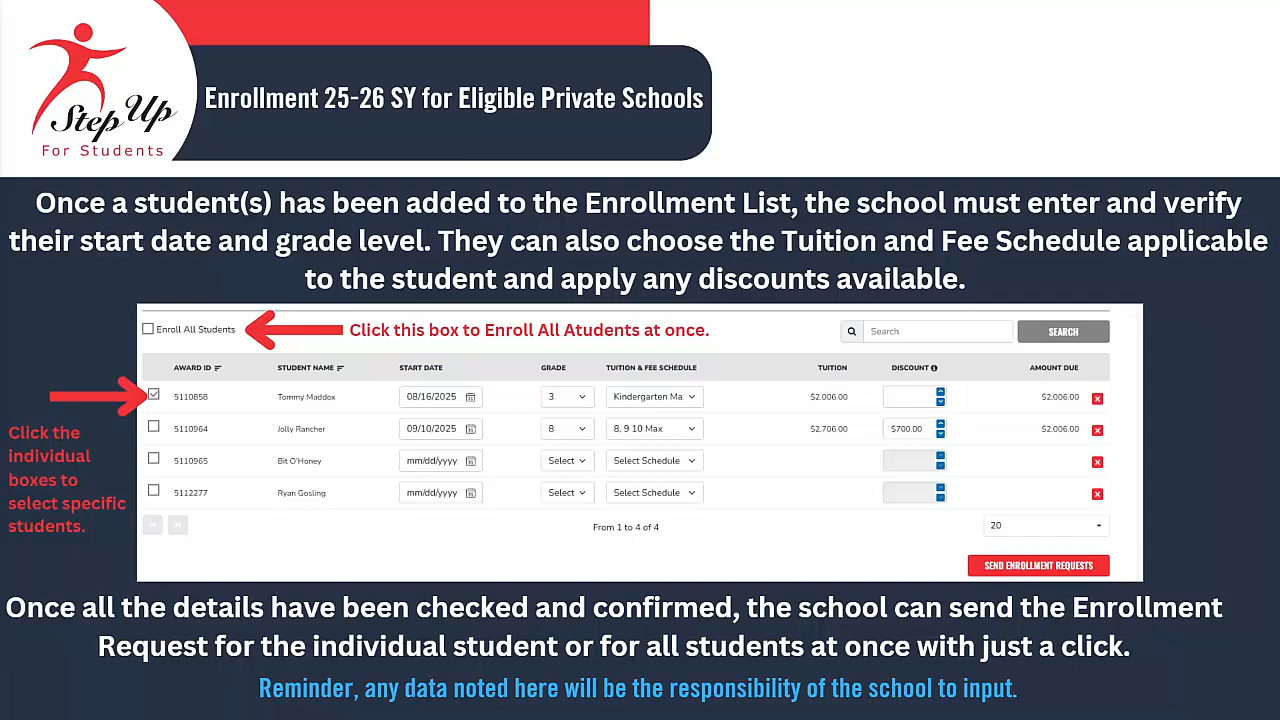 Step Up
For Students
Enrollment 25-26 SY for Eligible Private Schools
Once a student(s) has been added to the Enrollment List, the school must enter and verify
their start date and grade level. They can also choose the Tuition and Fee Schedule applicable
to the student and apply any discounts available.
Enroll All Students
Click this box to Enroll All Atudents at once.
Search
SEARCH
AWARD ID STUDENT NAME START DATE GRADE TUITION & FEE SCHEDULE TUITION DISCOUNT AMOUNT DUE
5110858 Tommy Maddox 08/16/2025 3 Kindergarten Ma: $2,006.00 $2,006.00
5110964 Jolly Rancher 09/10/2025 8 8, 9 10 Max $2,706.00 $700.00 $2,006.00
5110965 Bit O'Honey mm/dd/yyyy Select Select Schedule
5112277 Ryan Gosling mm/dd/yyyy Select Select Schedule
Click the
individual
boxes to
select specific
students.
From 1 to 4 of 4
20
SEND ENROLLMENT REQUESTS
Once all the details have been checked and confirmed, the school can send the Enrollment
Request for the individual student or for all students at once with just a click.
Reminder, any data noted here will be the responsibility of the school to input.